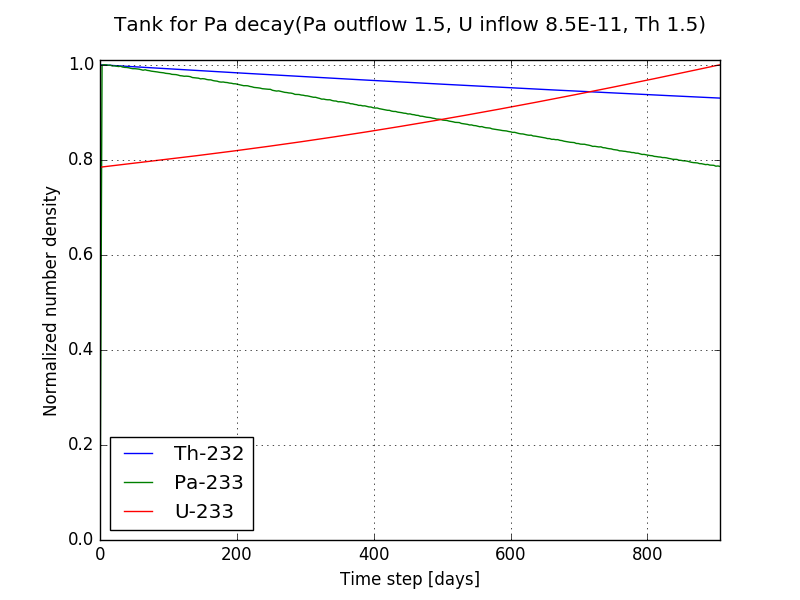 Tank for Pa decay(Pa outflow 1.5, U inflow 8.5E-11, Th 1.5)
Normalized number density
1.0
0.8
0.6
0.4
0.2
0.0
Th-232
Pa-233
U-233
0 200 400 600 800
Time step [days]